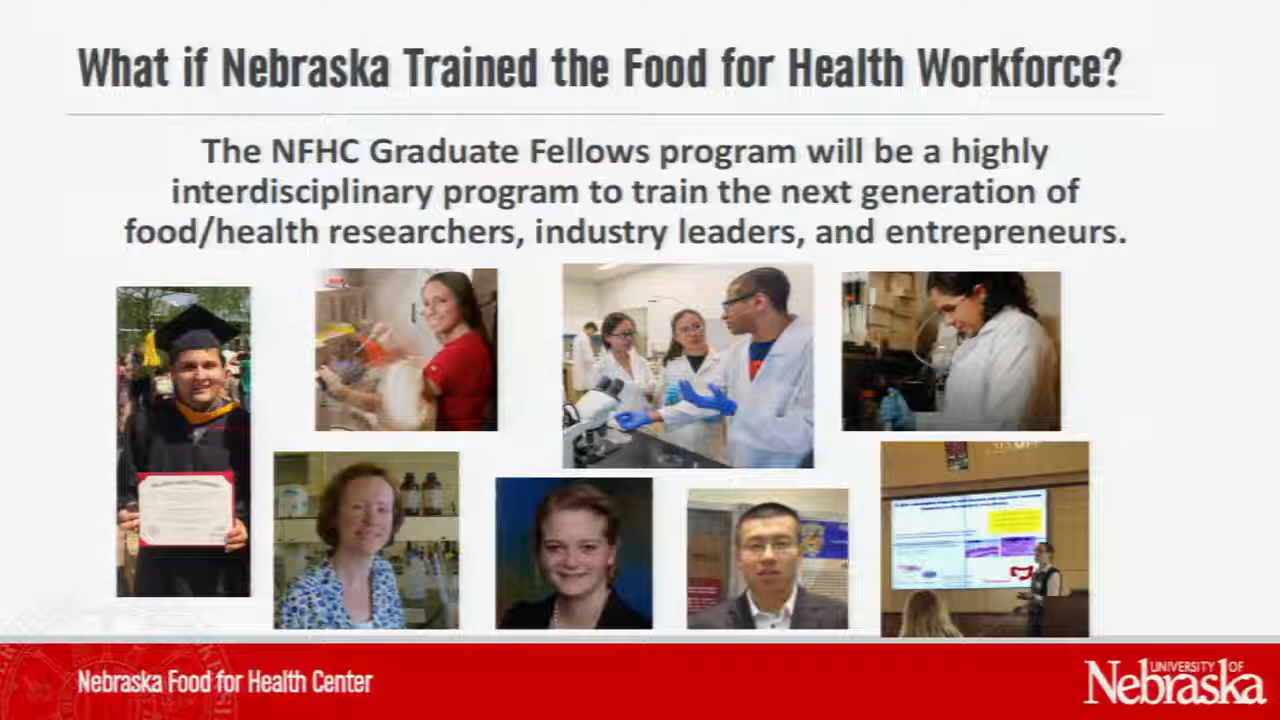 What if Nebraska Trained the Food for Health Workforce?
The NFHC Graduate Fellows program will be a highly
interdisciplinary program to train the next generation of
food/health researchers, industry leaders, and entrepreneurs.
Nebraska Food for Health Center
UNIVERSITY OF
Nebraska